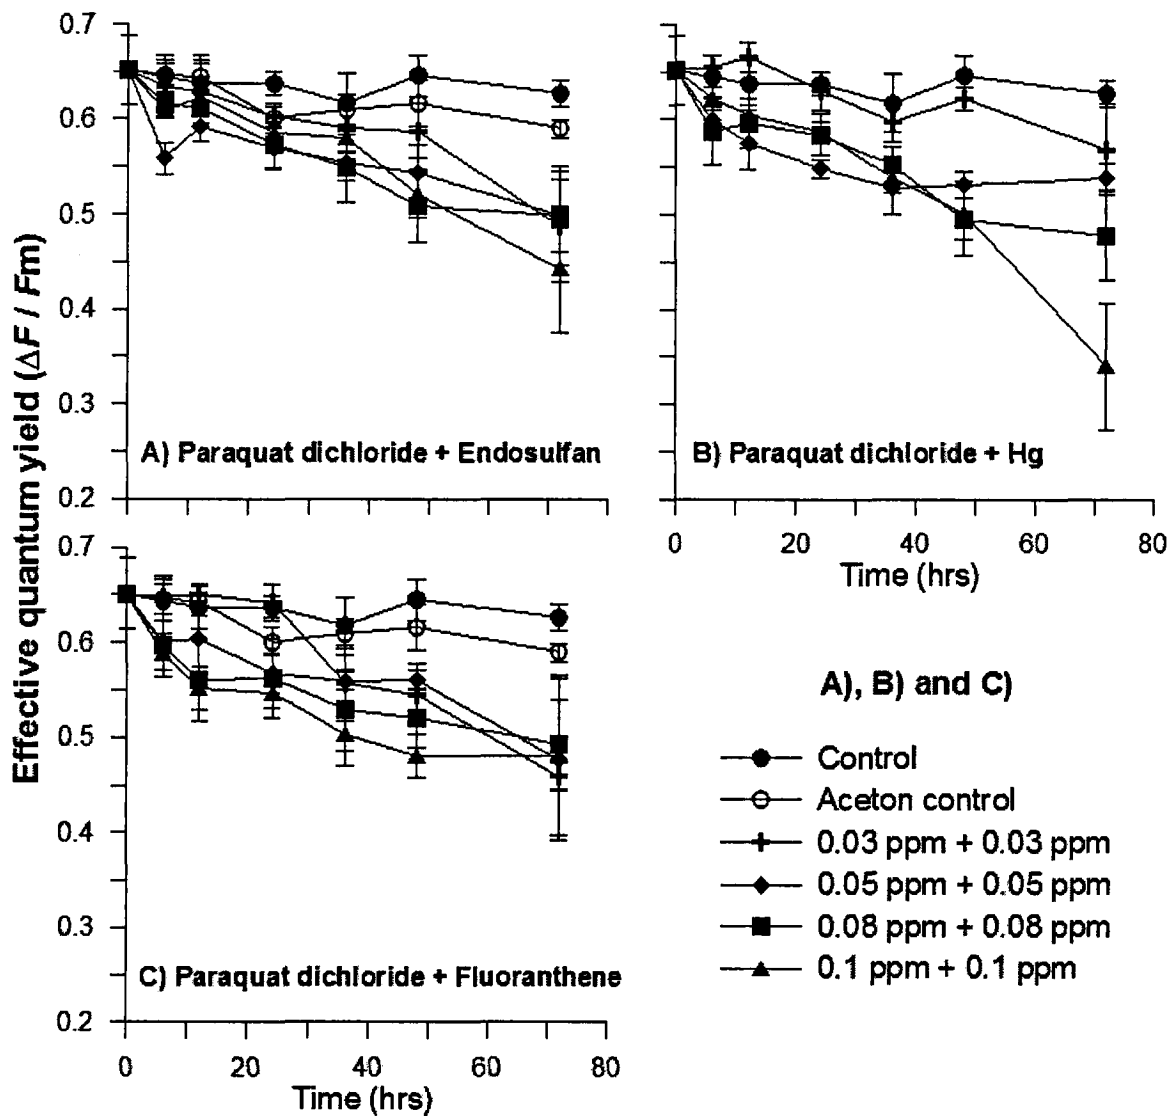 Effective quantum yield (ΔF / Fm)
0.7
0.6
0.5
0.4
0.3
0.2
A) Paraquat dichloride + Endosulfan
B) Paraquat dichloride + Hg
0 20 40 60 80
Time (hrs)
0.7
0.6
0.5
0.4
0.3
0.2
C) Paraquat dichloride + Fluoranthene
0 20 40 60 80
Time (hrs)
A), B) and C)
Control
Aceton control
0.03 ppm + 0.03 ppm
0.05 ppm + 0.05 ppm
0.08 ppm + 0.08 ppm
0.1 ppm + 0.1 ppm